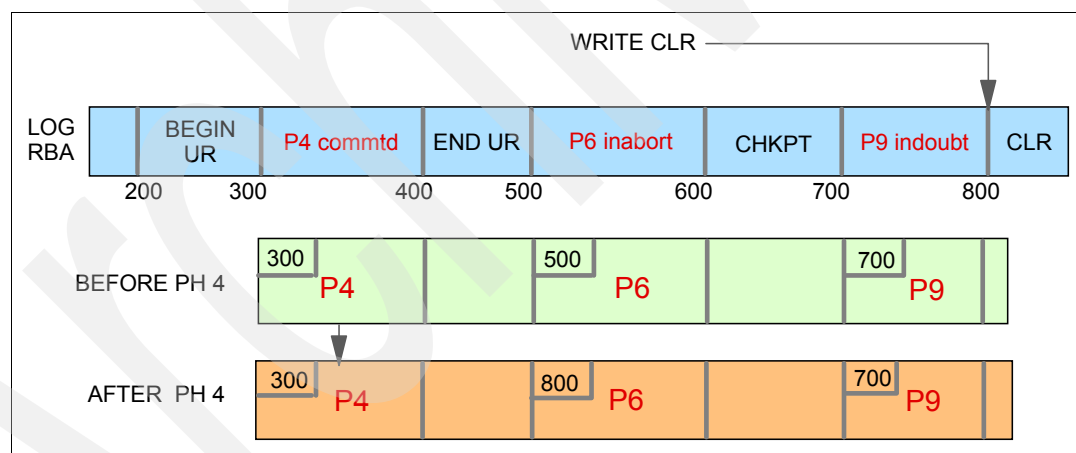 WRITE CLR
LOG RBA
BEGIN UR
P4 commtd
END UR
P6 inabort
CHKPT
P9 indoubt
CLR
200 300 400 500 600 700 800
BEFORE PH 4
300 P4
500 P6
700 P9
AFTER PH 4
300 P4
800 P6
700 P9